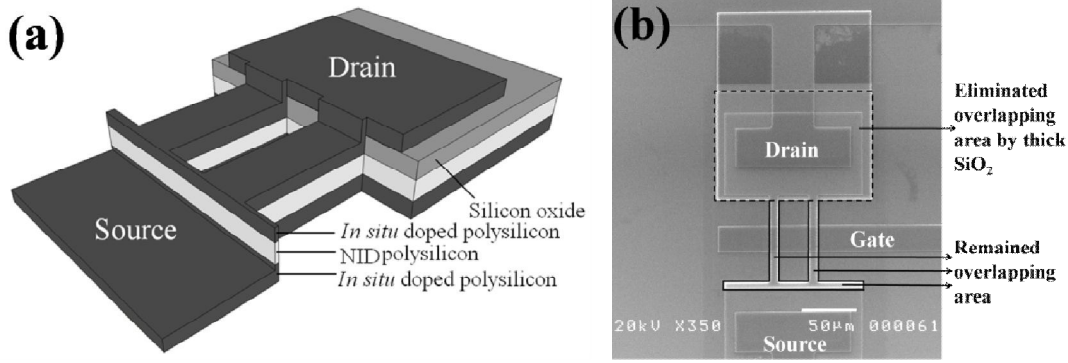 (a)
Drain
Source
Silicon oxide
In situ doped polysilicon
NID polysilicon
In situ doped polysilicon
(b)
Drain
Gate
Source
20kV X350 50μm 000061
Eliminated
overlapping
area by thick
SiO₂
Remained
overlapping
area